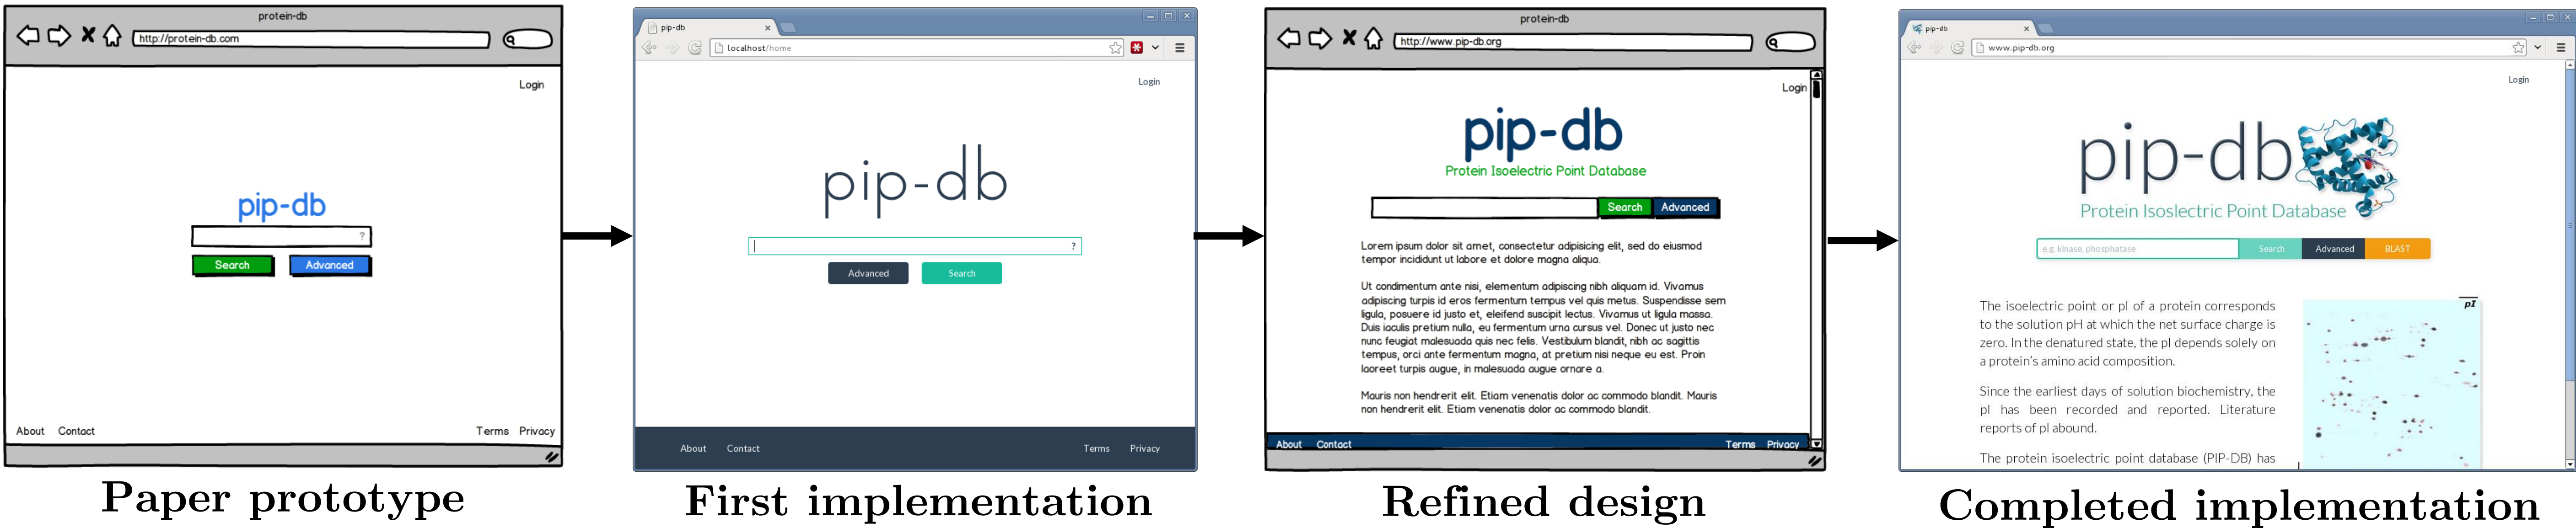 protein-db
http://protein-db.com
Login
pip-db
?
Search
Advanced
About Contact
Terms Privacy
Paper prototype
pip-db
localhost/home
Login
pip-db
?
Advanced
Search
About Contact
Terms Privacy
First implementation
protein-db
http://www.pip-db.org
Login
pip-db
Protein Isoelectric Point Database
Search
Advanced
Lorem ipsum dolor sit amet, consectetur adipisicing elit, sed do eiusmod
tempor incididunt ut labore et dolore magna aliqua.
Ut condimentum ante nisi, elementum adipiscing nibh aliquam id. Vivamus
adipiscing turpis id eros fermentum tempus vel quis metus. Suspendisse sem
ligula, posuere id justo et, eleifend suscipit lectus. Vivamus ut ligula massa.
Duis iaculis pretium nulla, eu fermentum urna cursus vel. Donec ut justo nec
nunc feugiat malesuada quis nec felis. Vestibulum blandit, nibh ac sagittis
tempus, orci ante fermentum magna, at pretium nisi neque eu est. Proin
laoreet turpis augue, in malesuada augue ornare a.
Mauris non hendrerit elit. Etiam venenatis dolor ac commodo blandit. Mauris
non hendrerit elit. Etiam venenatis dolor ac commodo blandit.
About Contact
Terms Privacy
Refined design
pip-db
www.pip-db.org
Login
pip-db
Protein Isoslectric Point Database
e.g. kinase, phosphatase
Search
Advanced
BLAST
The isoelectric point or pI of a protein corresponds
to the solution pH at which the net surface charge is
zero. In the denatured state, the pI depends solely on
a protein's amino acid composition.
Since the earliest days of solution biochemistry, the
pI has been recorded and reported. Literature
reports of pI abound.
The protein isoelectric point database (PIP-DB) has
pI
Completed implementation